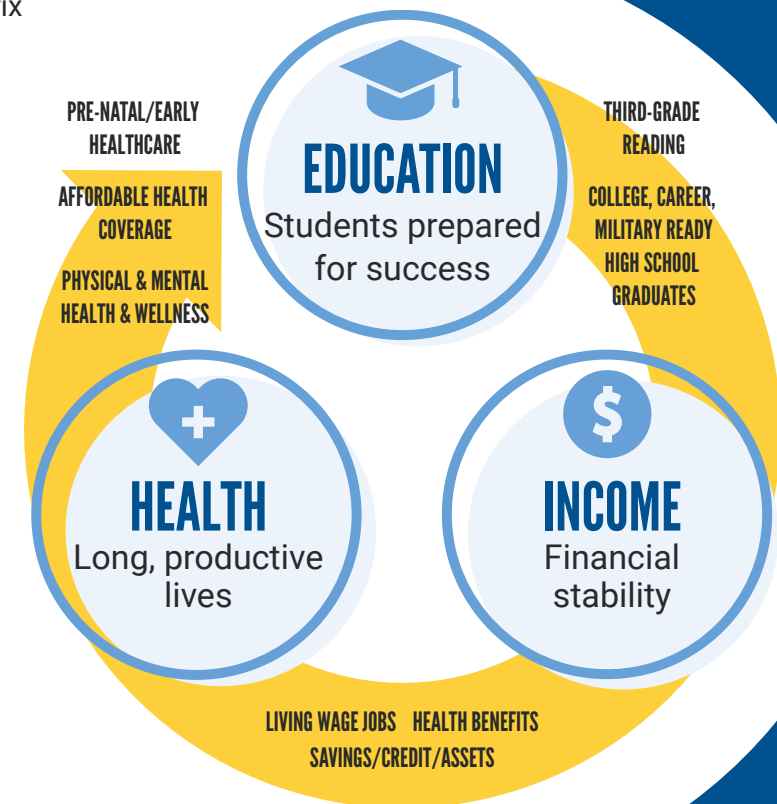 IX
PRE-NATAL/EARLY
HEALTHCARE
AFFORDABLE HEALTH
COVERAGE
PHYSICAL & MENTAL
HEALTH & WELLNESS
EDUCATION
Students prepared
for success
THIRD-GRADE
READING
COLLEGE, CAREER,
MILITARY READY
HIGH SCHOOL
GRADUATES
HEALTH
Long, productive
lives
$
INCOME
Financial
stability
LIVING WAGE JOBS HEALTH BENEFITS
SAVINGS/CREDIT/ASSETS